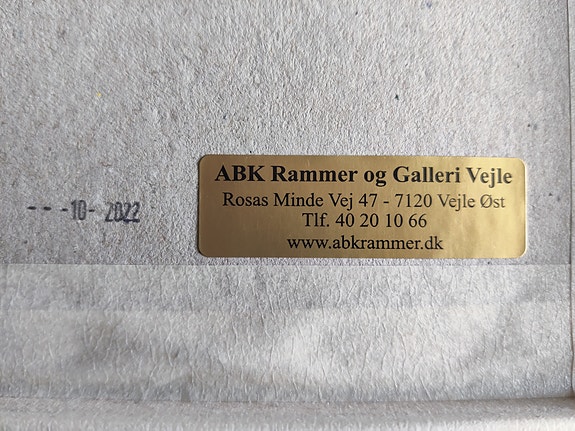 ABK Rammer og Galleri Vejle
Rosas Minde Vej 47 - 7120 Vejle Øst
Tlf. 40 20 10 66
www.abkrammer.dk
- - -10- 2022